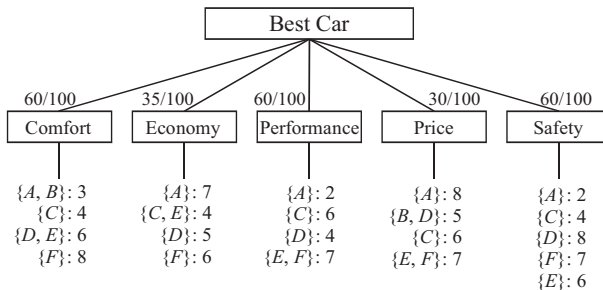 Best Car
60/100 35/100 60/100 30/100 60/100
Comfort Economy Performance Price Safety
{A, B}: 3 {A}: 7 {A}: 2 {A}: 8 {A}: 2
{C}: 4 {C, E}: 4 {C}: 6 {B, D}: 5 {C}: 4
{D, E}: 6 {D}: 5 {D}: 4 {C}: 6 {D}: 8
{F}: 8 {F}: 6 {E, F}: 7 {E, F}: 7 {F}: 7
{E}: 6